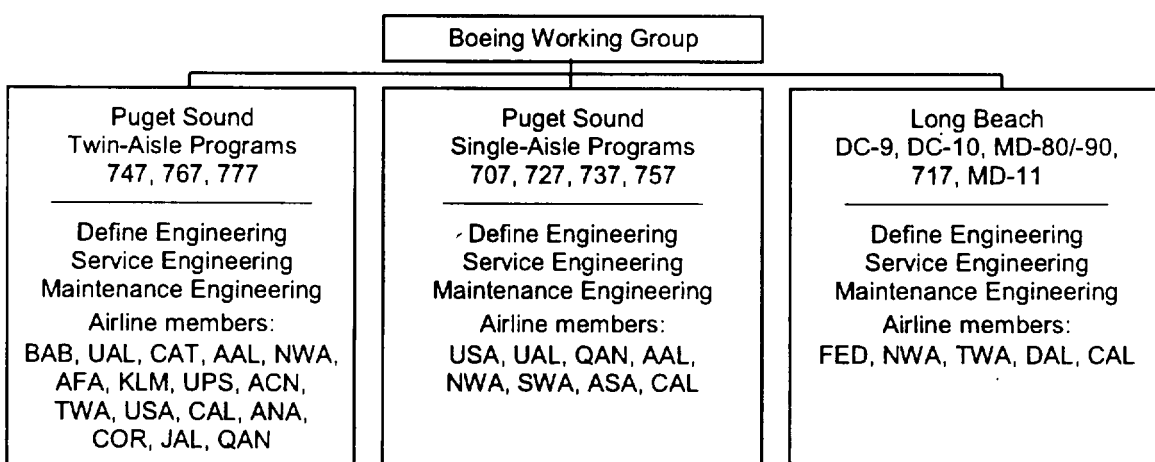 Boeing Working Group
Puget Sound
Twin-Aisle Programs
747, 767, 777
Define Engineering
Service Engineering
Maintenance Engineering
Airline members:
BAB, UAL, CAT, AAL, NWA,
AFA, KLM, UPS, ACN,
TWA, USA, CAL, ANA,
COR, JAL, QAN
Puget Sound
Single-Aisle Programs
707, 727, 737, 757
Define Engineering
Service Engineering
Maintenance Engineering
Airline members:
USA, UAL, QAN, AAL,
NWA, SWA, ASA, CAL
Long Beach
DC-9, DC-10, MD-80/-90,
717, MD-11
Define Engineering
Service Engineering
Maintenance Engineering
Airline members:
FED, NWA, TWA, DAL, CAL